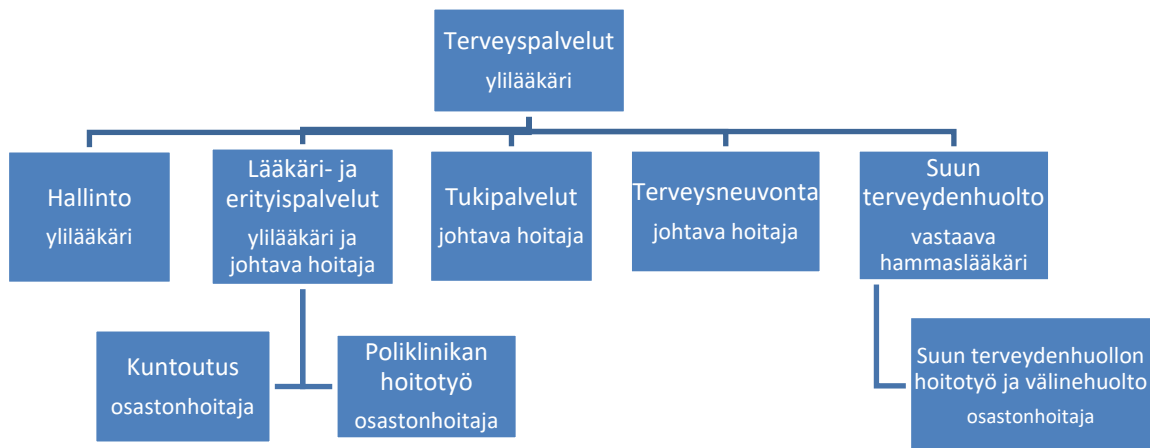 Terveyspalvelut
ylilääkäri
Hallinto
ylilääkäri
Lääkäri- ja
erityispalvelut
ylilääkäri ja
johtava hoitaja
Tukipalvelut
johtava hoitaja
Terveysneuvonta
johtava hoitaja
Suun
terveydenhuolto
vastaava
hammaslääkäri
Kuntoutus
osastonhoitaja
Poliklinikan
hoitotyö
osastonhoitaja
Suun terveydenhuollon
hoitotyö ja välinehuolto
osastonhoitaja